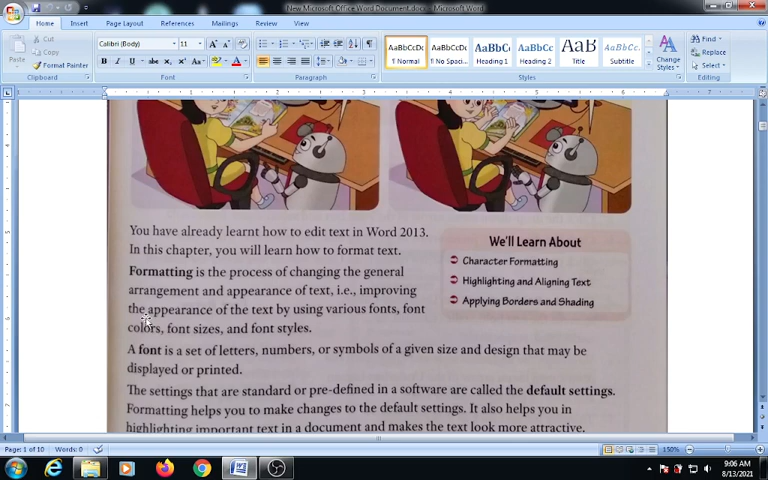 New Microsoft Office Word Document.docx - Microsoft Word
Home Insert Page Layout References Mailings Review View
Cut
Copy
Format Painter
Paste
Clipboard
Calibri (Body) 11
Font
Paragraph
AaBbCcDc AaBbCcDc AaBbC AaBbCc AaB AaBbCc.
¶ Normal ¶ No Spaci... Heading 1 Heading 2 Title Subtitle
Change
Styles
Styles
Find
Replace
Select
Editing
You have already learnt how to edit text in Word 2013.
In this chapter, you will learn how to format text.
Formatting is the process of changing the general
arrangement and appearance of text, i.e., improving
the appearance of the text by using various fonts, font
colors, font sizes, and font styles.
We'll Learn About
Character Formatting
Highlighting and Aligning Text
Applying Borders and Shading
A font is a set of letters, numbers, or symbols of a given size and design that may be
displayed or printed.
The settings that are standard or pre-defined in a software are called the default settings.
Formatting helps you to make changes to the default settings. It also helps you in
highlighting important text in a document and makes the text look more attractive.
Page: 1 of 10 Words: 0 150%
9:06 AM
8/13/2021